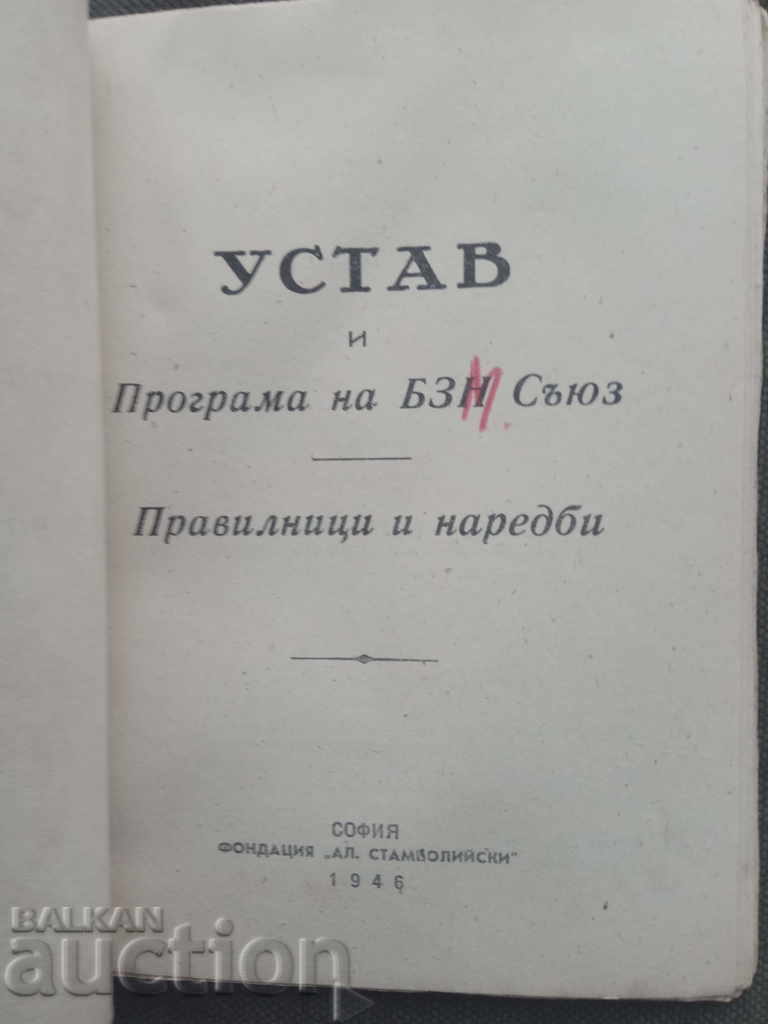 УСТАВ
и
Програма на БЗН Съюз
Правилници и наредби
СОФИЯ
ФОНДАЦИЯ „АЛ. СТАМБОЛИЙСКИ"
1946
BALKAN
auction